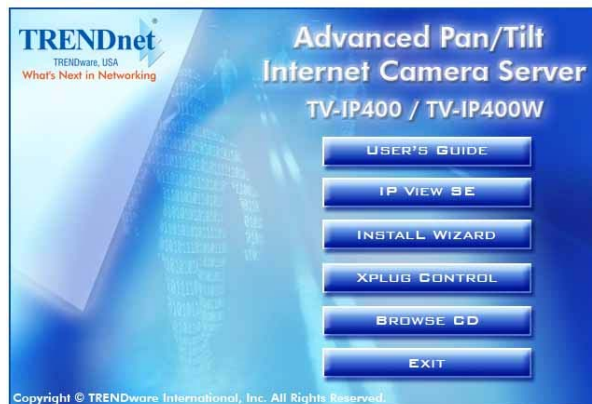 TRENDnet
TRENDware, USA
What's Next in Networking
Advanced Pan/Tilt
Internet Camera Server
TV-IP400 / TV-IP400W
USER'S GUIDE
IP VIEW SE
INSTALL WIZARD
XPLUG CONTROL
BROWSE CD
EXIT
Copyright © TRENDware International, Inc. All Rights Reserved.